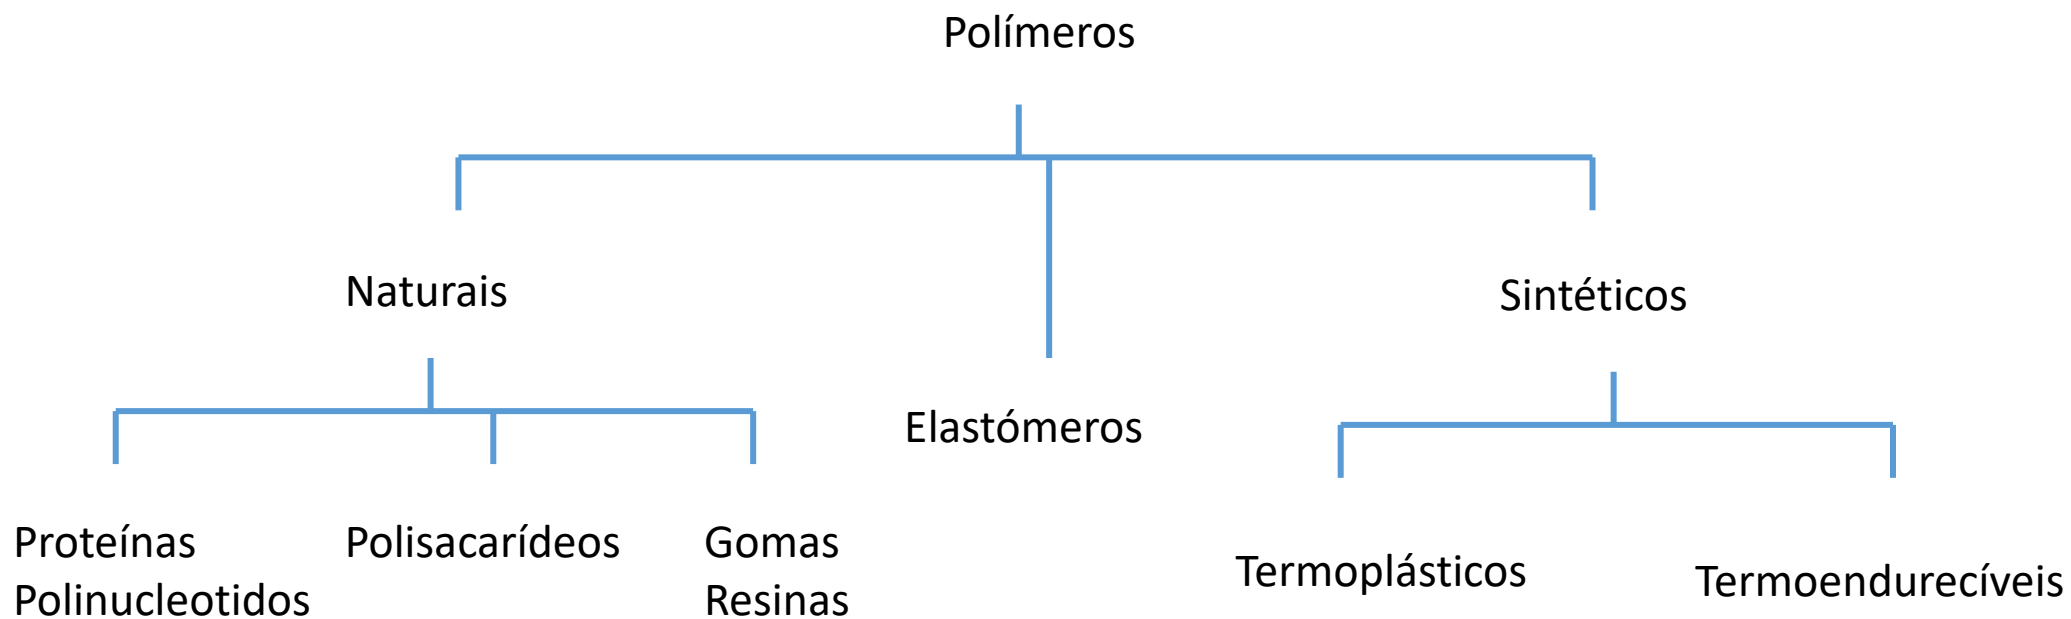 Polímeros
Naturais
Sintéticos
Elastómeros
Proteínas
Polinucleotidos
Polisacarídeos
Gomas
Resinas
Termoplásticos
Termoendurecíveis